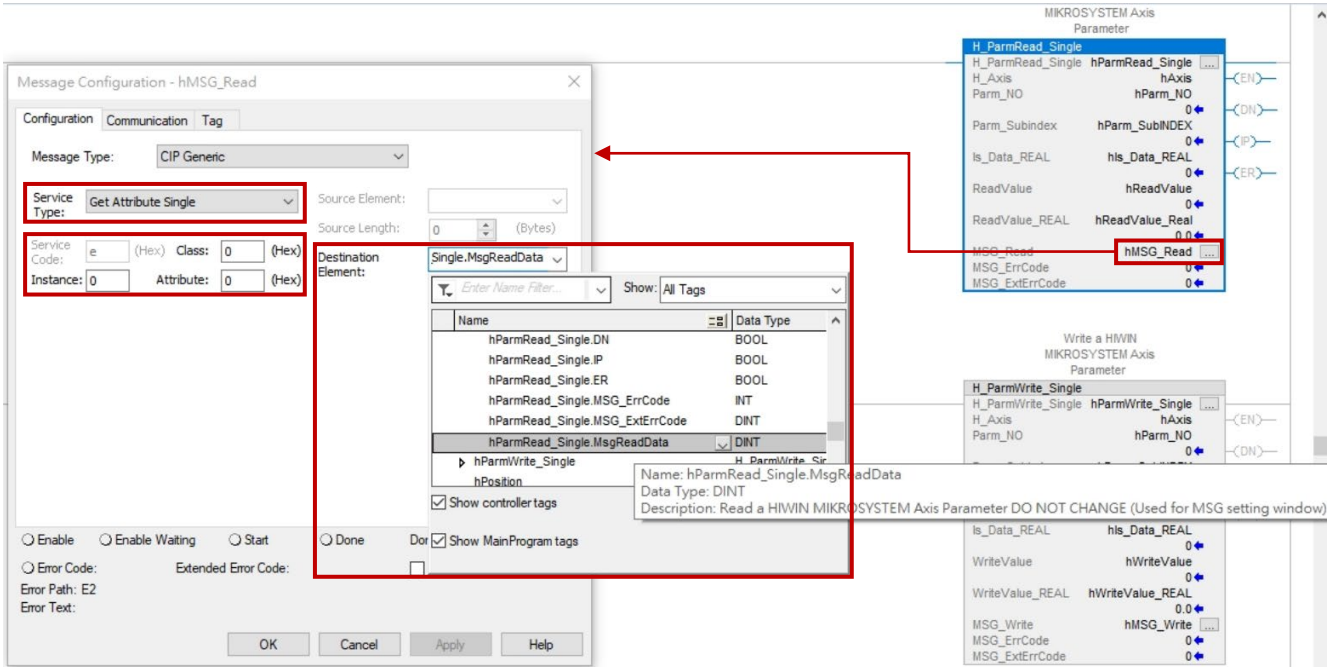 Message Configuration - hMSG_Read
Configuration Communication Tag
Message Type: CIP Generic
Service Type: Get Attribute Single
Service Code: e (Hex) Class: 0 (Hex)
Instance: 0 Attribute: 0 (Hex)
Source Element:
Source Length: 0 (Bytes)
Destination Element: Single.MsgReadData
Enter Name Filter... Show: All Tags
Name Data Type
hParmRead_Single.DN BOOL
hParmRead_Single.IP BOOL
hParmRead_Single.ER BOOL
hParmRead_Single.MSG_ErrCode INT
hParmRead_Single.MSG_ExtErrCode DINT
hParmRead_Single.MsgReadData DINT
hParmWrite_Single H_ParmWrite_Sin
hPosition
Show controller tags
Show MainProgram tags
Name: hParmRead_Single.MsgReadData
Data Type: DINT
Description: Read a HIWIN MIKROSYSTEM Axis Parameter DO NOT CHANGE (Used for MSG setting window)
Enable Enable Waiting Start Done Dor
Error Code: Extended Error Code:
Error Path: E2
Error Text:
OK Cancel Apply Help
MIKROSYSTEM Axis
Parameter
H_ParmRead_Single
H_ParmRead_Single hParmRead_Single ...
H_Axis hAxis (EN)
Parm_NO hParm_NO
0 (DN)
Parm_Subindex hParm_SubINDEX
0 (IP)
Is_Data_REAL hIs_Data_REAL
0 (ER)
ReadValue hReadValue
0
ReadValue_REAL hReadValue_Real
0.0
MSG_Read hMSG_Read ...
MSG_ErrCode 0
MSG_ExtErrCode 0
Write a HIWIN
MIKROSYSTEM Axis
Parameter
H_ParmWrite_Single
H_ParmWrite_Single hParmWrite_Single ...
H_Axis hAxis (EN)
Parm_NO hParm_NO
0 (DN)
Is_Data_REAL hIs_Data_REAL
0
WriteValue hWriteValue
0
WriteValue_REAL hWriteValue_REAL
0.0
MSG_Write hMSG_Write ...
MSG_ErrCode 0
MSG_ExtErrCode 0